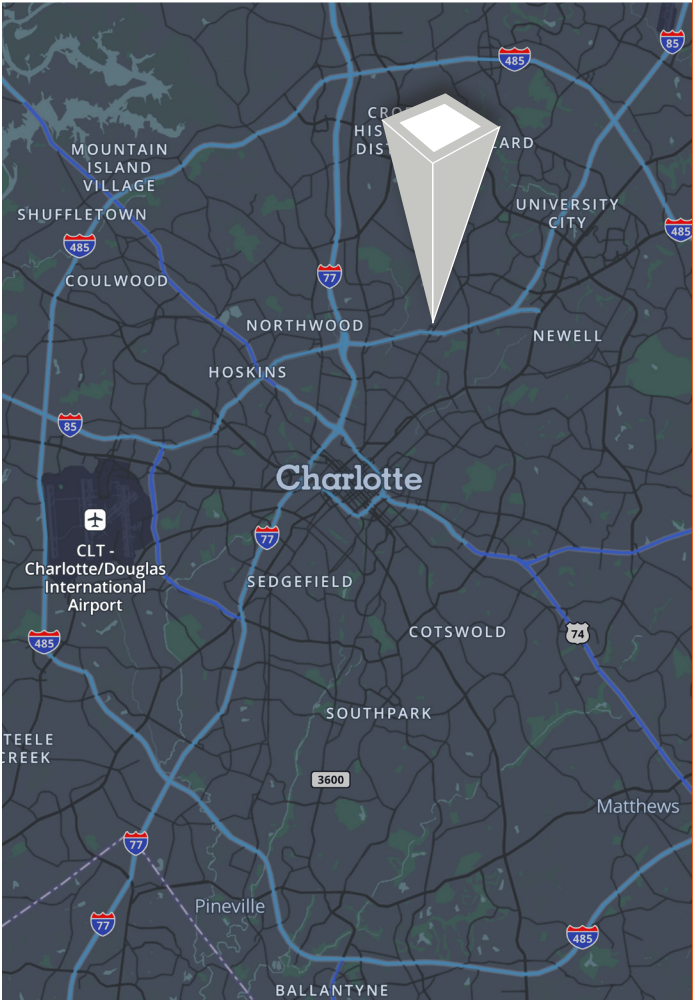 85
485
MOUNTAIN
ISLAND
VILLAGE
SHUFFLETOWN
UNIVERSITY
CITY
485
485
COULWOOD
77
NORTHWOOD
NEWELL
HOSKINS
85
Charlotte
77
CLT -
Charlotte/Douglas
International
Airport
SEDGEFIELD
COTSWOLD
74
485
SOUTHPARK
3600
Matthews
77
Pineville
77
485
BALLANTYNE